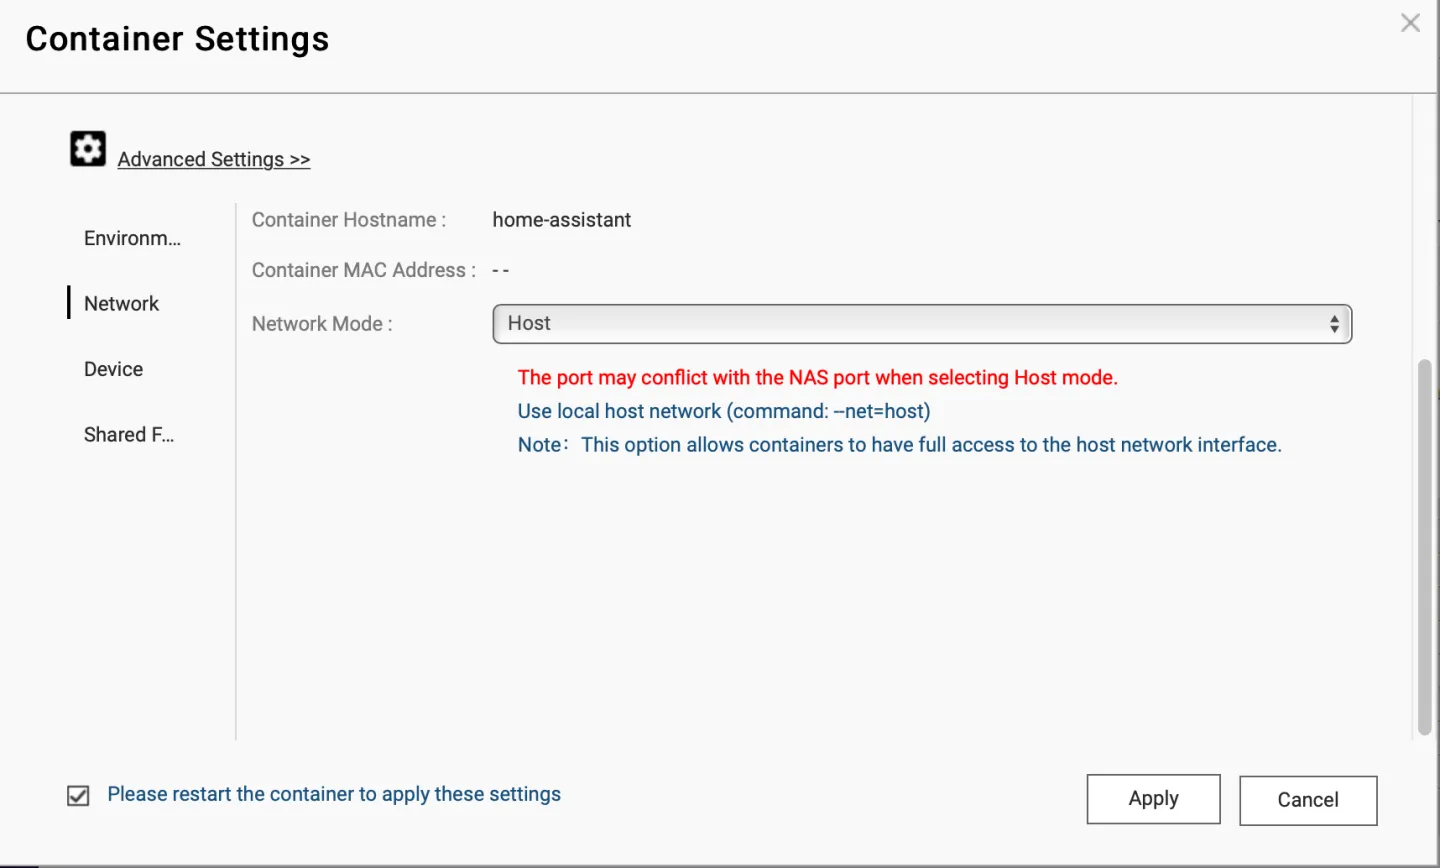 Container Settings
Advanced Settings >>
Environm...
Network
Device
Shared F...
Container Hostname : home-assistant
Container MAC Address : - -
Network Mode : Host
The port may conflict with the NAS port when selecting Host mode.
Use local host network (command: --net=host)
Note：This option allows containers to have full access to the host network interface.
Please restart the container to apply these settings
Apply
Cancel